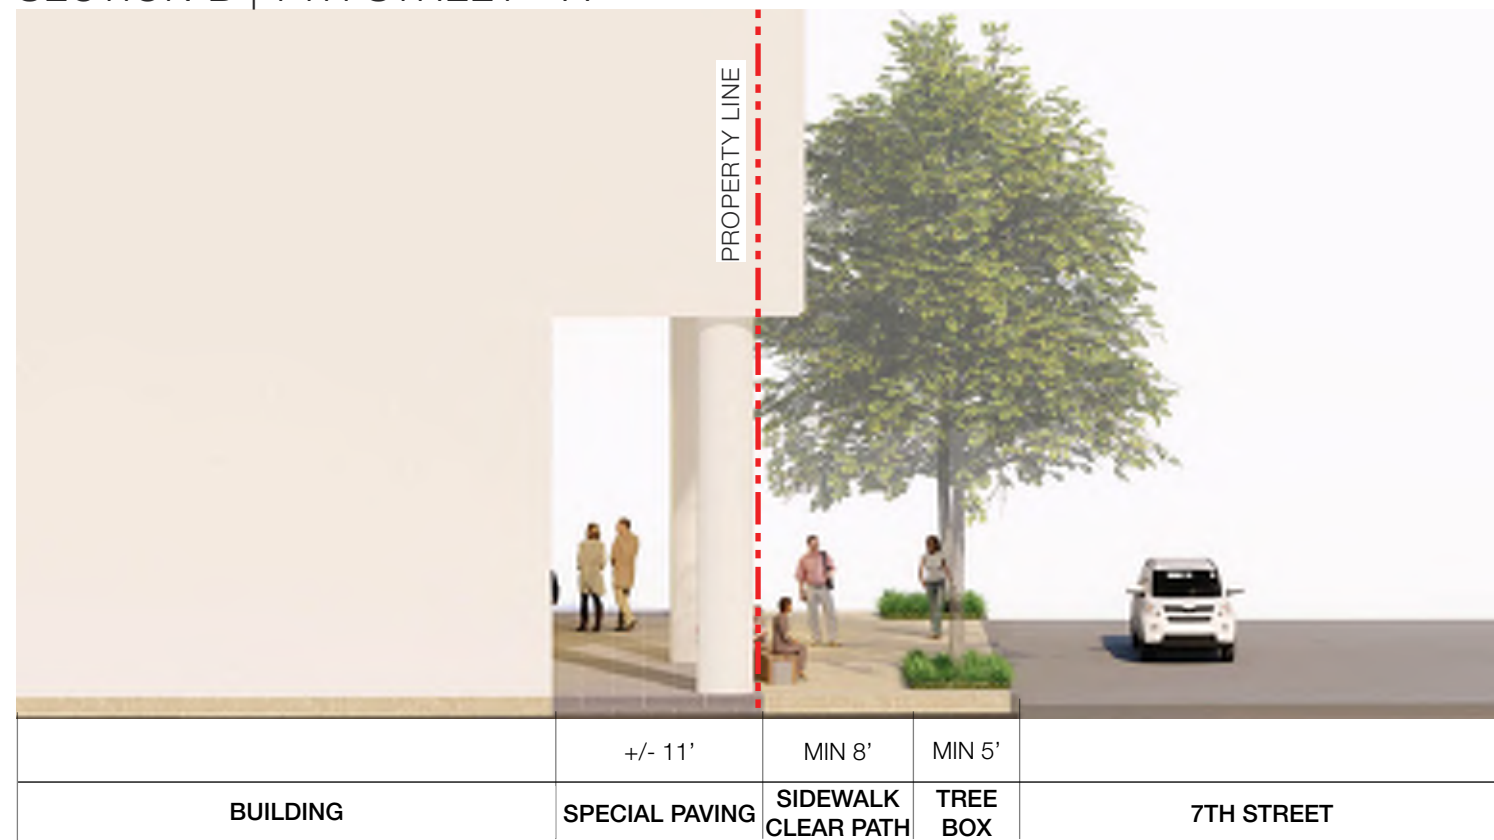 PROPERTY LINE
+/- 11’
MIN 8’
MIN 5’
BUILDING
SPECIAL PAVING
SIDEWALK
CLEAR PATH
TREE
BOX
7TH STREET